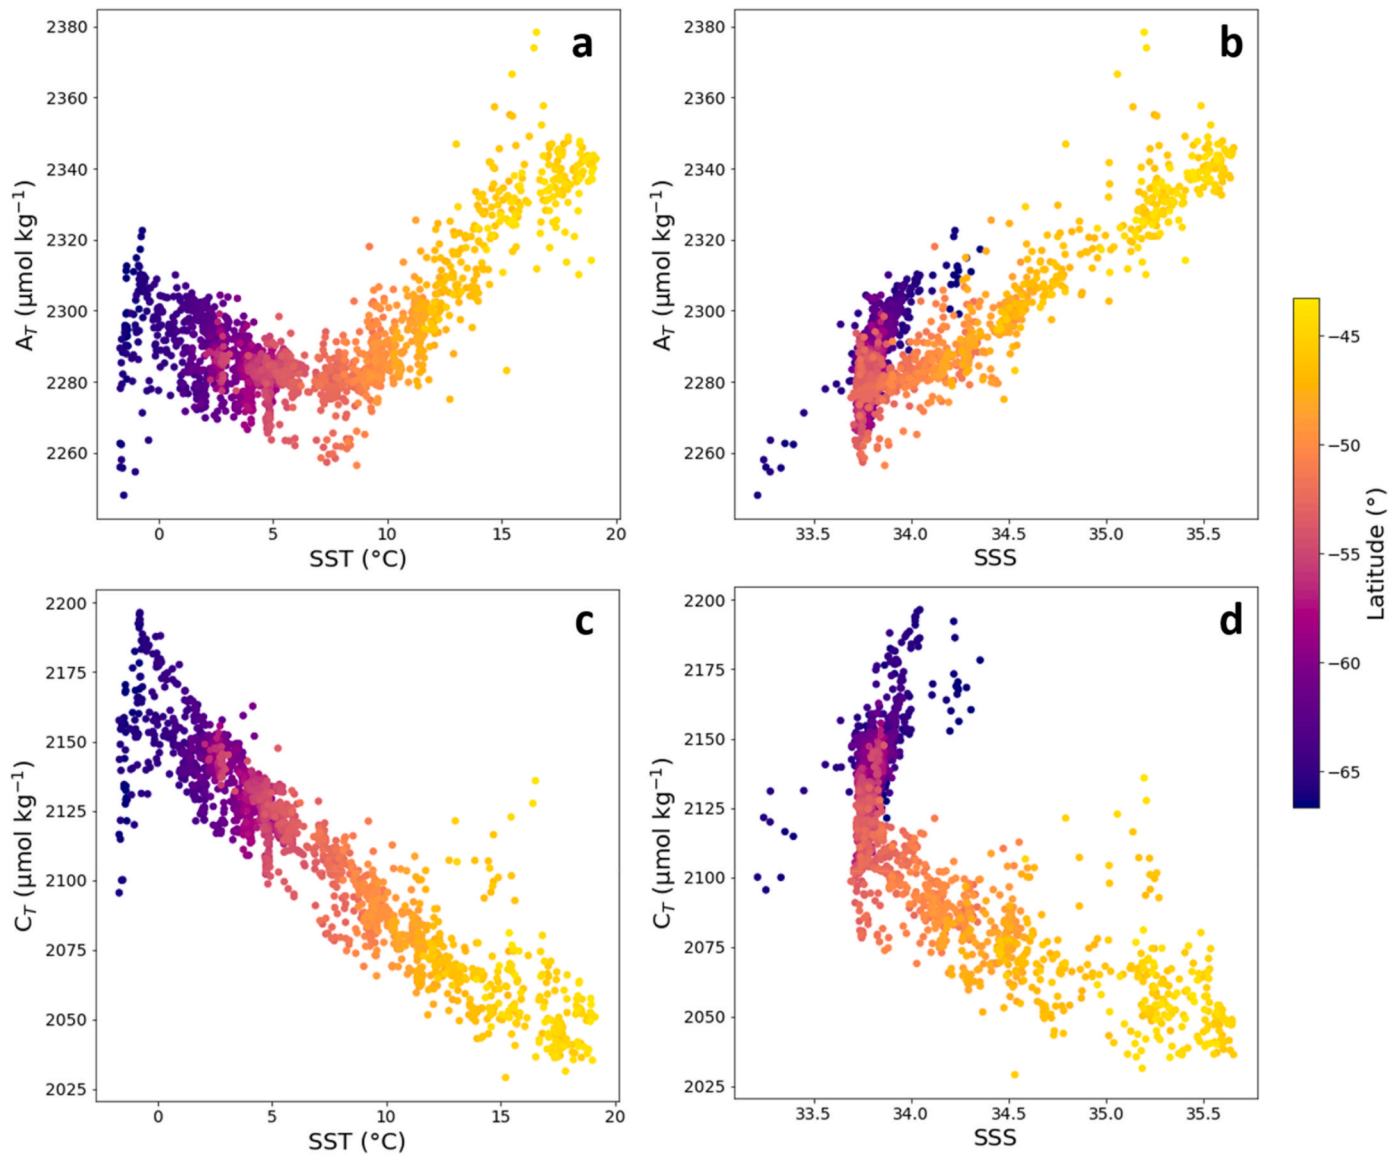 a
2380
2360
2340
2320
2300
2280
2260
A_T (μmol kg⁻¹)
0 5 10 15 20
SST (°C)
b
2380
2360
2340
2320
2300
2280
2260
A_T (μmol kg⁻¹)
33.5 34.0 34.5 35.0 35.5
SSS
c
2200
2175
2150
2125
2100
2075
2050
2025
C_T (μmol kg⁻¹)
0 5 10 15 20
SST (°C)
d
2200
2175
2150
2125
2100
2075
2050
2025
C_T (μmol kg⁻¹)
33.5 34.0 34.5 35.0 35.5
SSS
−45
−50
−55
−60
−65
Latitude (°)